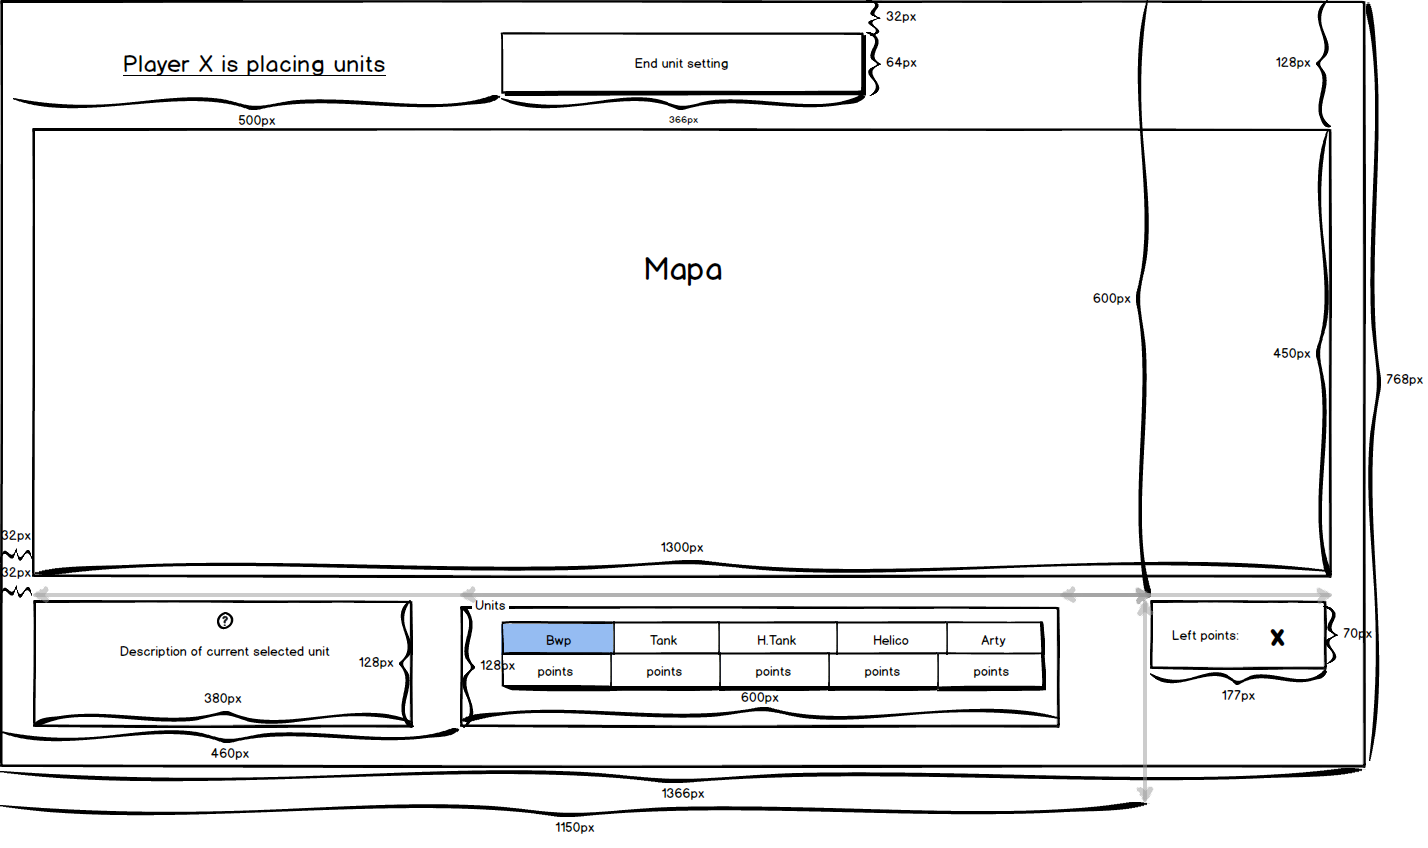 32px
Player X is placing units
End unit setting
64px
128px
500px
366px
Mapa
600px
450px
768px
32px
1300px
32px
Units
?
Description of current selected unit
128px
380px
128px
Bwp Tank H.Tank Helico Arty
points points points points points
600px
Left points: X
70px
177px
460px
1366px
1150px